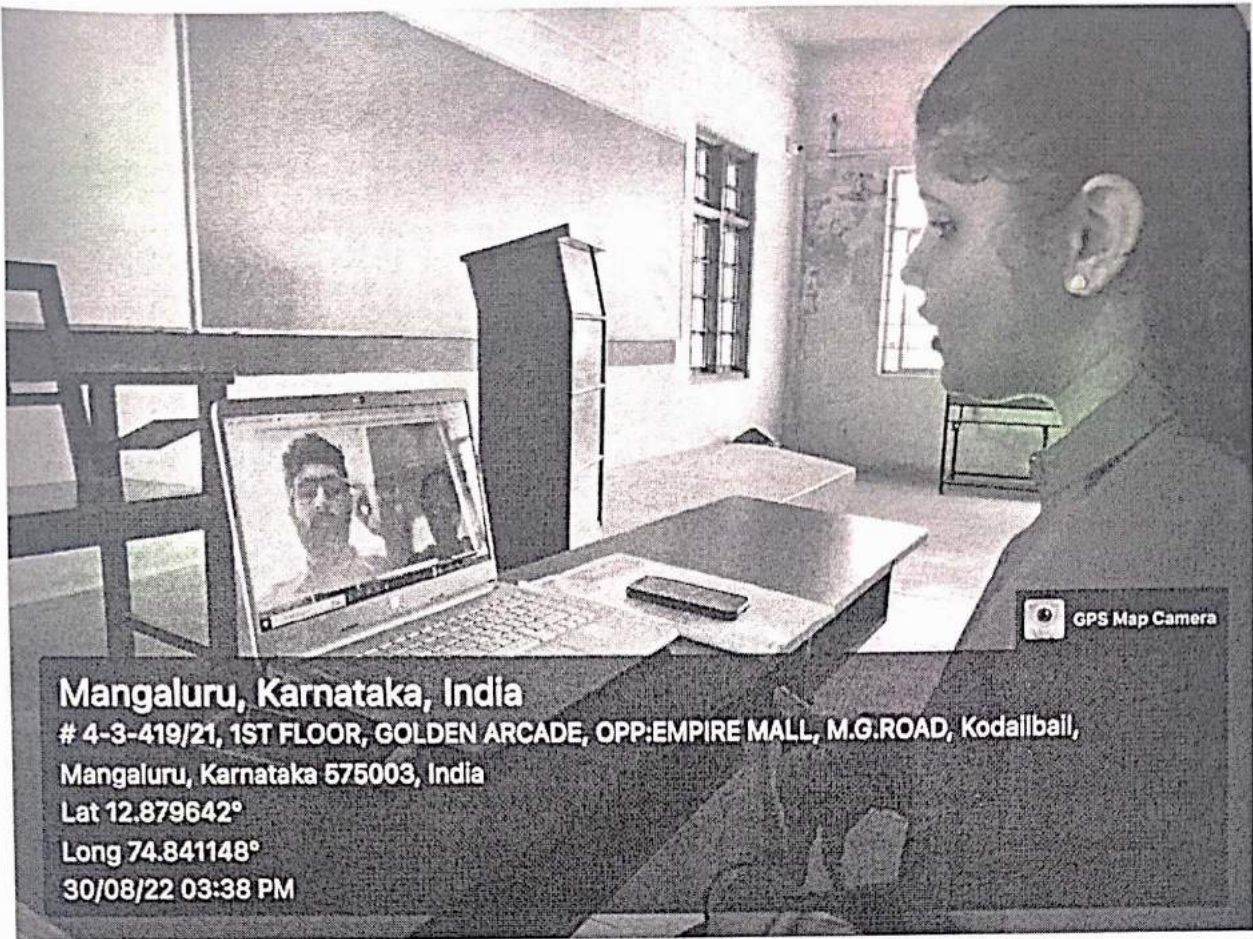 GPS Map Camera
Mangaluru, Karnataka, India
# 4-3-419/21, 1ST FLOOR, GOLDEN ARCADE, OPP:EMPIRE MALL, M.G.ROAD, Kodailbail,
Mangaluru, Karnataka 575003, India
Lat 12.879642°
Long 74.841148°
30/08/22 03:38 PM